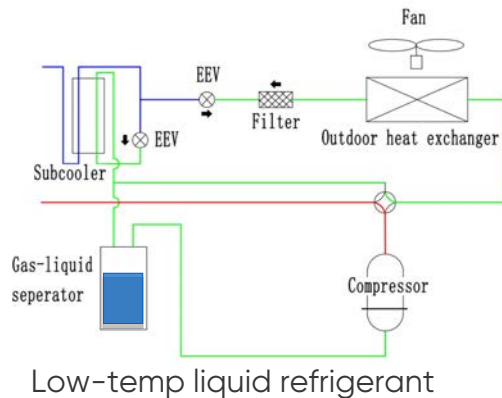 Fan
EEV
Filter
Outdoor heat exchanger
EEV
Subcooler
Gas-liquid
seperator
Compressor
Low-temp liquid refrigerant